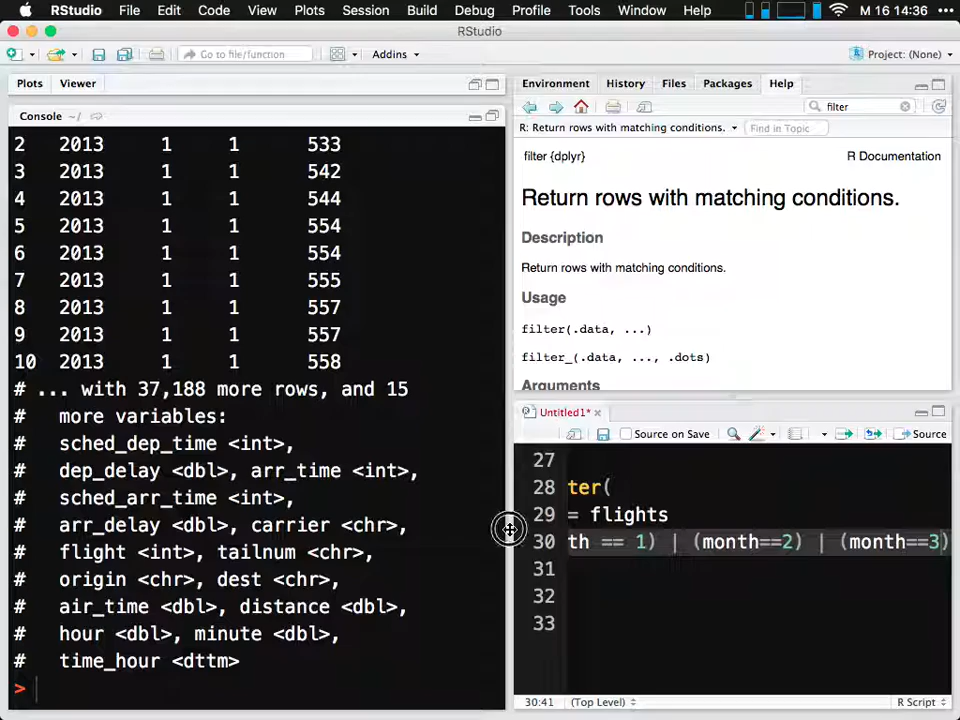 RStudio File Edit Code View Plots Session Build Debug Profile Tools Window Help M 16 14:36
RStudio
Go to file/function Addins Project: (None)
Plots Viewer
Console ~/
2 2013 1 1 533
3 2013 1 1 542
4 2013 1 1 544
5 2013 1 1 554
6 2013 1 1 554
7 2013 1 1 555
8 2013 1 1 557
9 2013 1 1 557
10 2013 1 1 558
# ... with 37,188 more rows, and 15
# more variables:
# sched_dep_time <int>,
# dep_delay <dbl>, arr_time <int>,
# sched_arr_time <int>,
# arr_delay <dbl>, carrier <chr>,
# flight <int>, tailnum <chr>,
# origin <chr>, dest <chr>,
# air_time <dbl>, distance <dbl>,
# hour <dbl>, minute <dbl>,
# time_hour <dttm>
>
Environment History Files Packages Help
filter
R: Return rows with matching conditions. Find in Topic
filter {dplyr} R Documentation
Return rows with matching conditions.
Description
Return rows with matching conditions.
Usage
filter(.data, ...)
filter_(.data, ..., .dots)
Arguments
Untitled1*
Source on Save Source
27
28 ter(
29 = flights
30 th == 1) | (month==2) | (month==3)
31
32
33
30:41 (Top Level) R Script